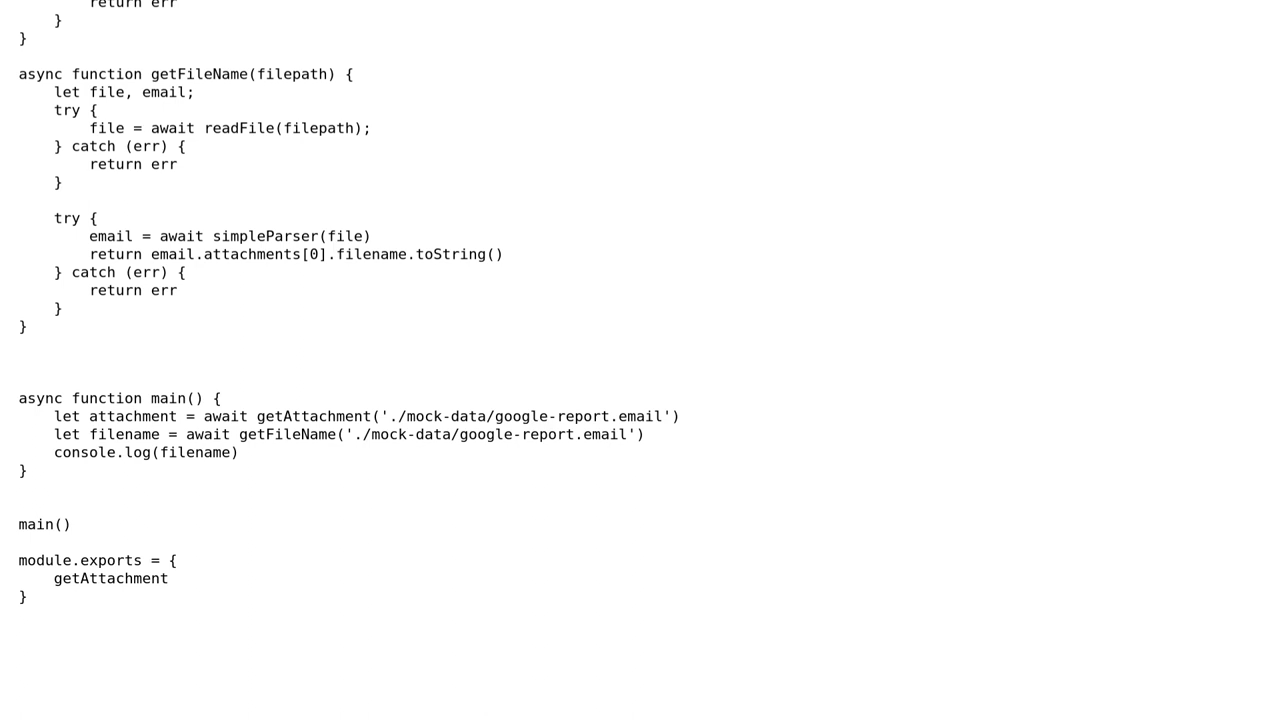 return err
    }
}

async function getFileName(filepath) {
    let file, email;
    try {
        file = await readFile(filepath);
    } catch (err) {
        return err
    }

    try {
        email = await simpleParser(file)
        return email.attachments[0].filename.toString()
    } catch (err) {
        return err
    }
}

async function main() {
    let attachment = await getAttachment('./mock-data/google-report.email')
    let filename = await getFileName('./mock-data/google-report.email')
    console.log(filename)
}

main()

module.exports = {
    getAttachment
}